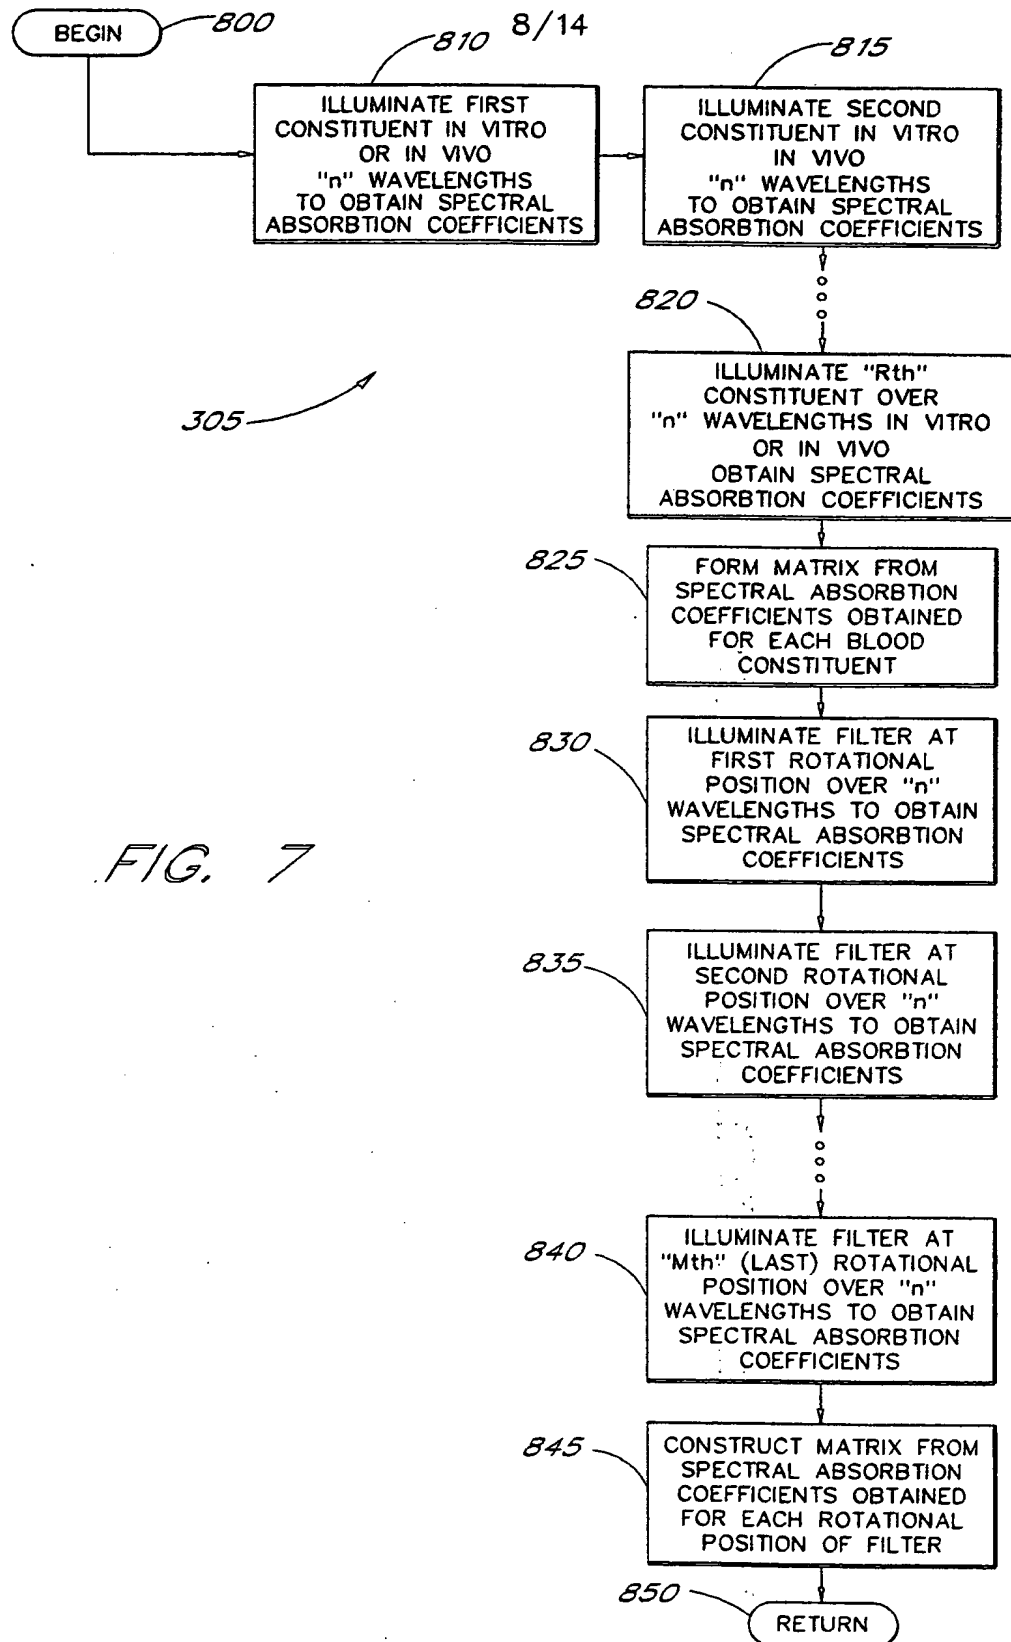 8/14
BEGIN
800
810
ILLUMINATE FIRST
CONSTITUENT IN VITRO
OR IN VIVO
"n" WAVELENGTHS
TO OBTAIN SPECTRAL
ABSORBTION COEFFICIENTS
815
ILLUMINATE SECOND
CONSTITUENT IN VITRO
IN VIVO
"n" WAVELENGTHS
TO OBTAIN SPECTRAL
ABSORBTION COEFFICIENTS
820
ILLUMINATE "Rth"
CONSTITUENT OVER
"n" WAVELENGTHS IN VITRO
OR IN VIVO
OBTAIN SPECTRAL
ABSORBTION COEFFICIENTS
305
825
FORM MATRIX FROM
SPECTRAL ABSORBTION
COEFFICIENTS OBTAINED
FOR EACH BLOOD
CONSTITUENT
830
ILLUMINATE FILTER AT
FIRST ROTATIONAL
POSITION OVER "n"
WAVELENGTHS TO OBTAIN
SPECTRAL ABSORBTION
COEFFICIENTS
FIG. 7
835
ILLUMINATE FILTER AT
SECOND ROTATIONAL
POSITION OVER "n"
WAVELENGTHS TO OBTAIN
SPECTRAL ABSORBTION
COEFFICIENTS
840
ILLUMINATE FILTER AT
"Mth" (LAST) ROTATIONAL
POSITION OVER "n"
WAVELENGTHS TO OBTAIN
SPECTRAL ABSORBTION
COEFFICIENTS
845
CONSTRUCT MATRIX FROM
SPECTRAL ABSORBTION
COEFFICIENTS OBTAINED
FOR EACH ROTATIONAL
POSITION OF FILTER
850
RETURN